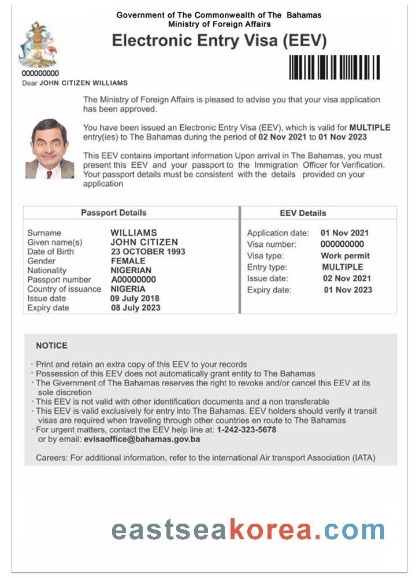 Government of The Commonwealth of The Bahamas
Ministry of Foreign Affairs
Electronic Entry Visa (EEV)
000000000
Dear JOHN CITIZEN WILLIAMS
The Ministry of Foreign Affairs is pleased to advise you that your visa application
has been approved.
You have been issued an Electronic Entry Visa (EEV), which is valid for MULTIPLE
entry(ies) to The Bahamas during the period of 02 Nov 2021 to 01 Nov 2023
This EEV contains important information Upon arrival in The Bahamas, you must
present this EEV and your passport to the Immigration Officer for Verification.
Your passport details must be consistent with the details provided on your
application
Passport Details
Surname WILLIAMS
Given name(s) JOHN CITIZEN
Date of Birth 23 OCTOBER 1993
Gender FEMALE
Nationality NIGERIAN
Passport number A00000000
Country of issuance NIGERIA
Issue date 09 July 2018
Expiry date 08 July 2023
EEV Details
Application date: 01 Nov 2021
Visa number: 000000000
Visa type: Work permit
Entry type: MULTIPLE
Issue date: 02 Nov 2021
Expiry date: 01 Nov 2023
NOTICE
· Print and retain an extra copy of this EEV to your records
· Possession of this EEV does not automatically grant entity to The Bahamas
· The Giverment of The Bahamas reserves the right to revoke and/or cancel this EEV at its
sole discretion
· This EEV is not valid with other identification documents and a non transferable
· This EEV is valid exclusively for entry into The Bahamas. EEV holders should verify it transit
visas are required when traveling through other countries en route to The Bahamas
· For urgent matters, contact the EEV help line at: 1-242-323-5678
or by email: evisaoffice@bahamas.gov.ba
Careers: For additional information, refer to the international Air transport Association (IATA)
eastseakorea.com